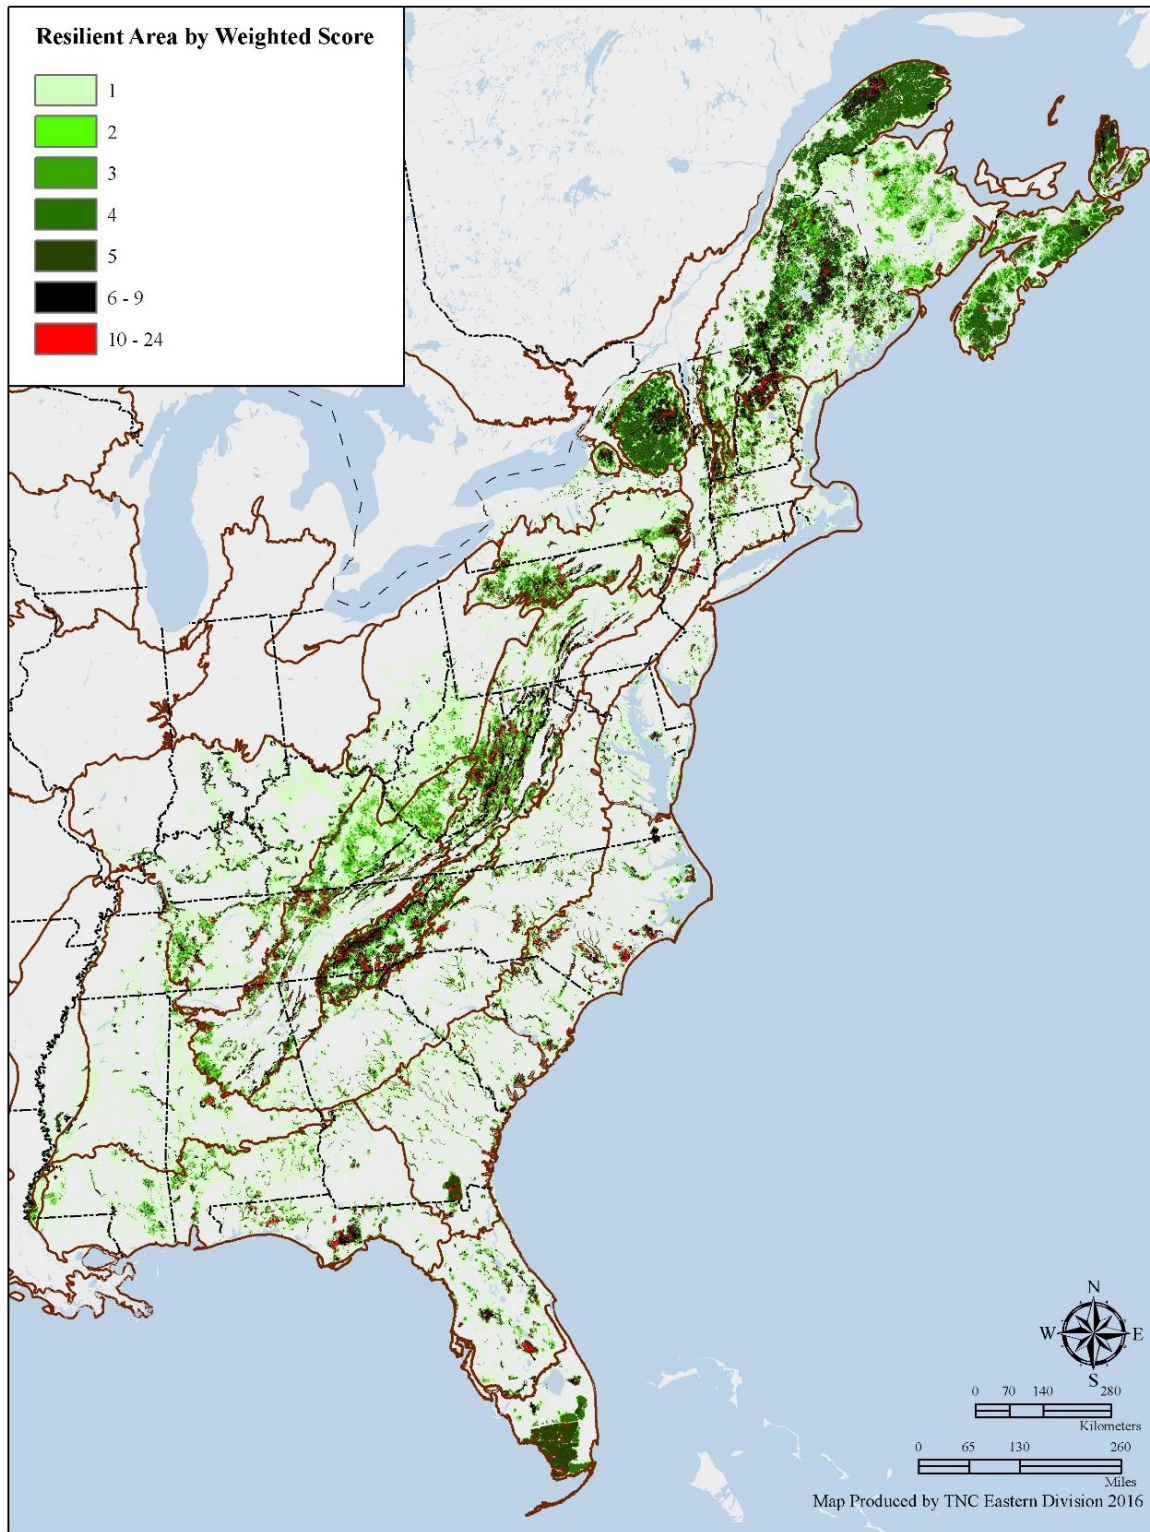 Resilient Area by Weighted Score
1
2
3
4
5
6 - 9
10 - 24
N
W E
S
0 70 140 280
Kilometers
0 65 130 260
Miles
Map Produced by TNC Eastern Division 2016